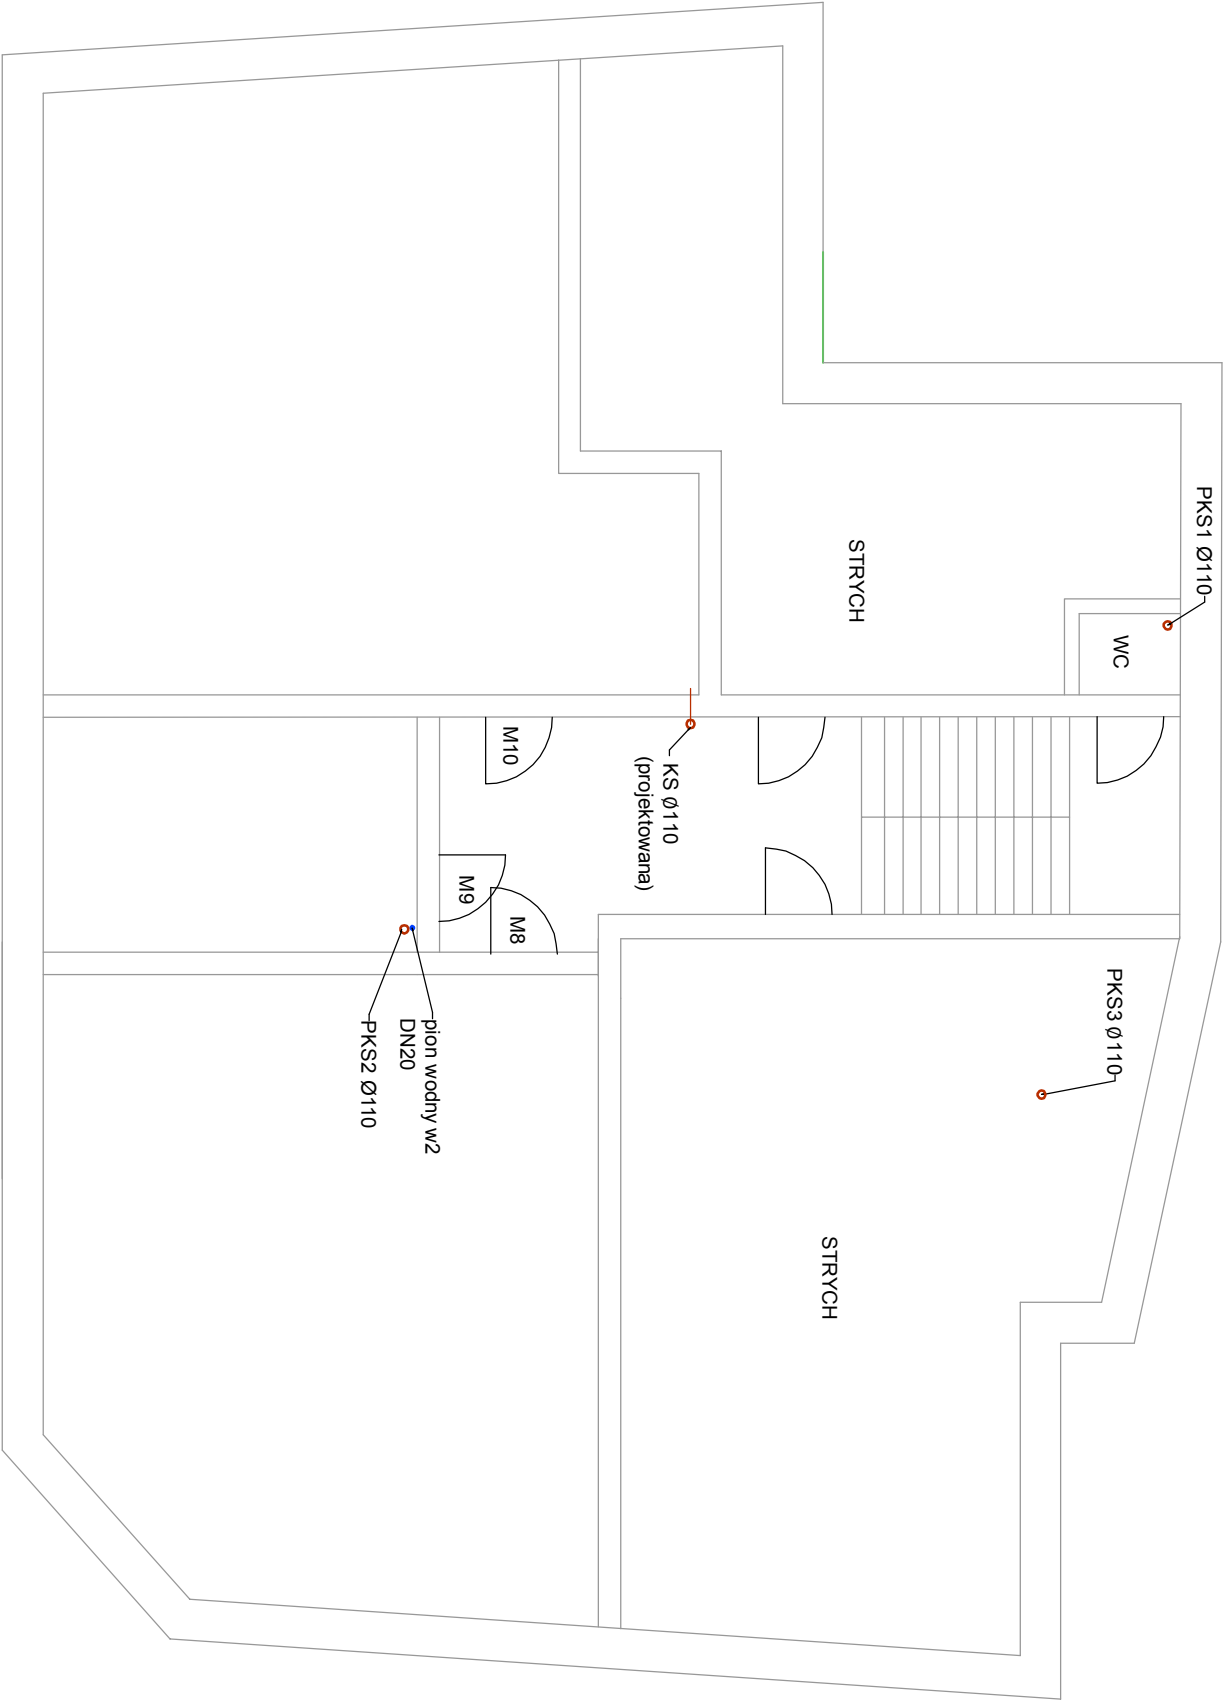 PKS1 Ø110
STRYCH
WC
M10
KS Ø110
(projektowana)
M9
M8
PKS3 Ø110
pion wodny w2
DN20
PKS2 Ø110
STRYCH